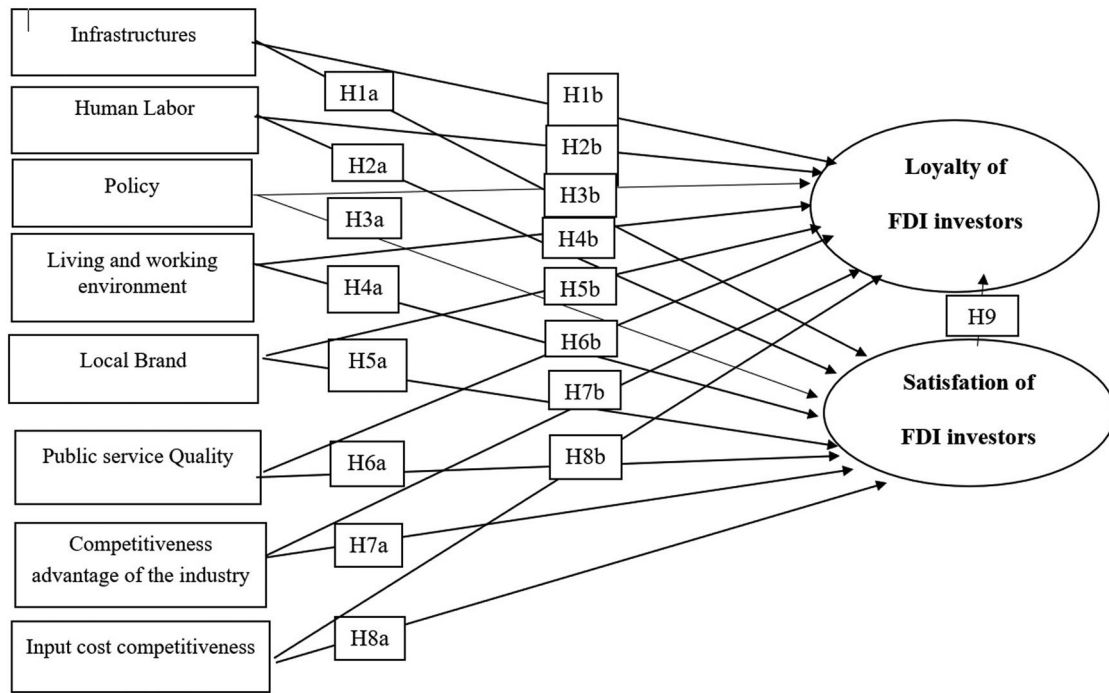 Infrastructures
Human Labor
Policy
Living and working
environment
Local Brand
Public service Quality
Competitiveness
advantage of the industry
Input cost competitiveness
H1a
H2a
H3a
H4a
H5a
H6a
H7a
H8a
H1b
H2b
H3b
H4b
H5b
H6b
H7b
H8b
Loyalty of
FDI investors
H9
Satisfation of
FDI investors